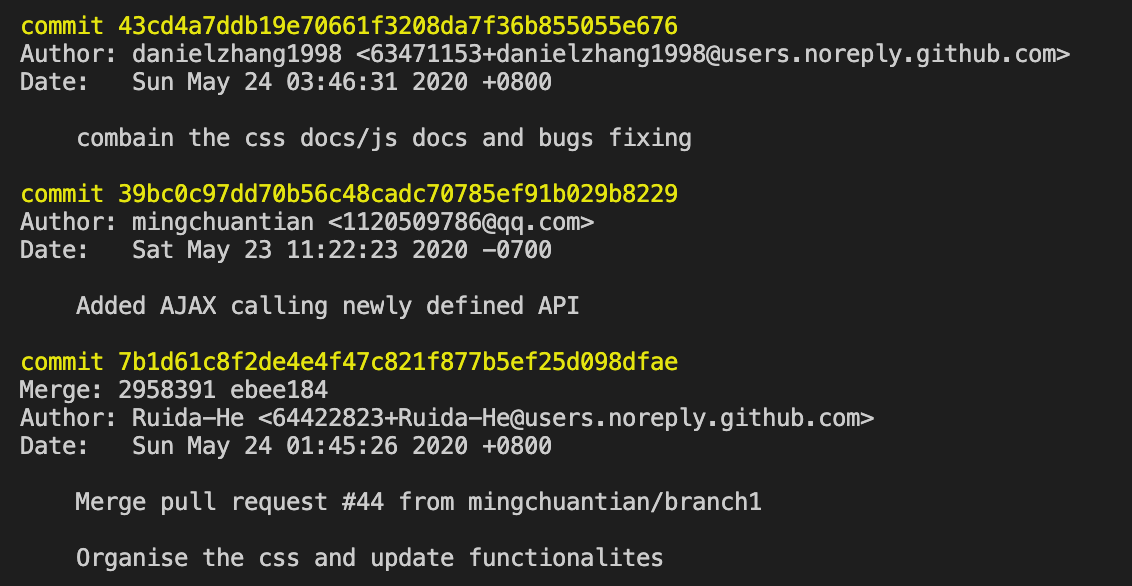 commit 43cd4a7ddb19e70661f3208da7f36b855055e676
Author: danielzhang1998 <63471153+danielzhang1998@users.noreply.github.com>
Date:   Sun May 24 03:46:31 2020 +0800
combain the css docs/js docs and bugs fixing
commit 39bc0c97dd70b56c48cadc70785ef91b029b8229
Author: mingchuantian <1120509786@qq.com>
Date:   Sat May 23 11:22:23 2020 -0700
Added AJAX calling newly defined API
commit 7b1d61c8f2de4e4f47c821f877b5ef25d098dfae
Merge: 2958391 ebee184
Author: Ruida-He <64422823+Ruida-He@users.noreply.github.com>
Date:   Sun May 24 01:45:26 2020 +0800
Merge pull request #44 from mingchuantian/branch1
Organise the css and update functionalites